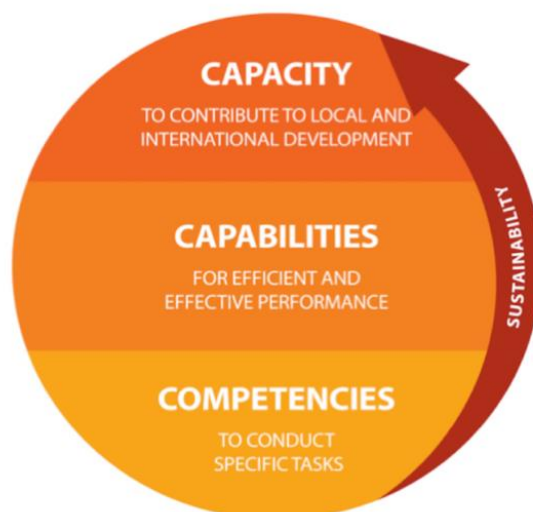 CAPACITY
TO CONTRIBUTE TO LOCAL AND
INTERNATIONAL DEVELOPMENT
CAPABILITIES
FOR EFFICIENT AND
EFFECTIVE PERFORMANCE
COMPETENCIES
TO CONDUCT
SPECIFIC TASKS
SUSTAINABILITY